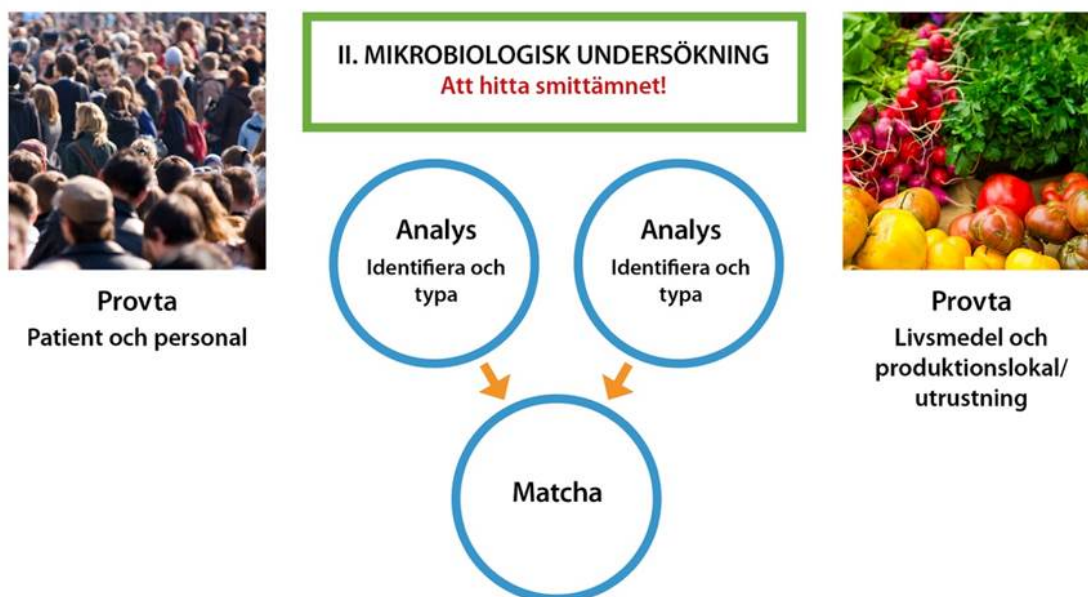 II. MIKROBIOLOGISK UNDERSÖKNING
Att hitta smittämnet!
Provta
Patient och personal
Analys
Identifiera och
typa
Analys
Identifiera och
typa
Provta
Livsmedel och
produktionslokal/
utrustning
Matcha